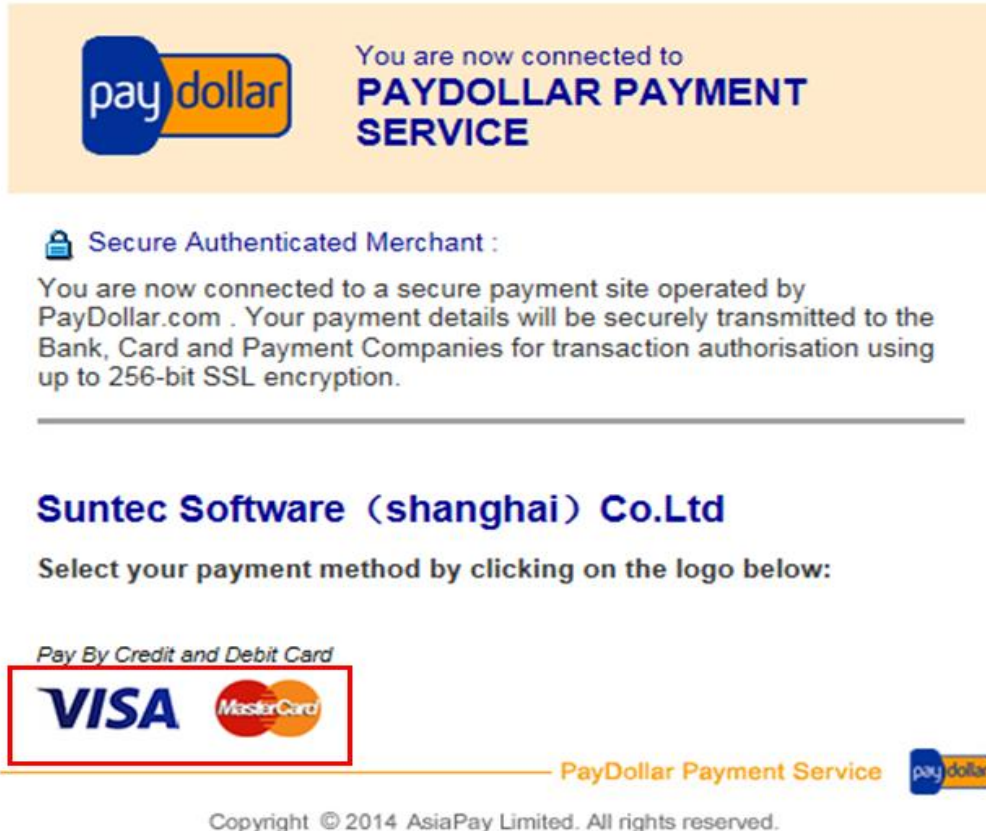 pay dollar
You are now connected to
PAYDOLLAR PAYMENT
SERVICE
Secure Authenticated Merchant :
You are now connected to a secure payment site operated by
PayDollar.com . Your payment details will be securely transmitted to the
Bank, Card and Payment Companies for transaction authorisation using
up to 256-bit SSL encryption.
Suntec Software（shanghai）Co.Ltd
Select your payment method by clicking on the logo below:
Pay By Credit and Debit Card
VISA MasterCard
PayDollar Payment Service pay dollar
Copyright © 2014 AsiaPay Limited. All rights reserved.